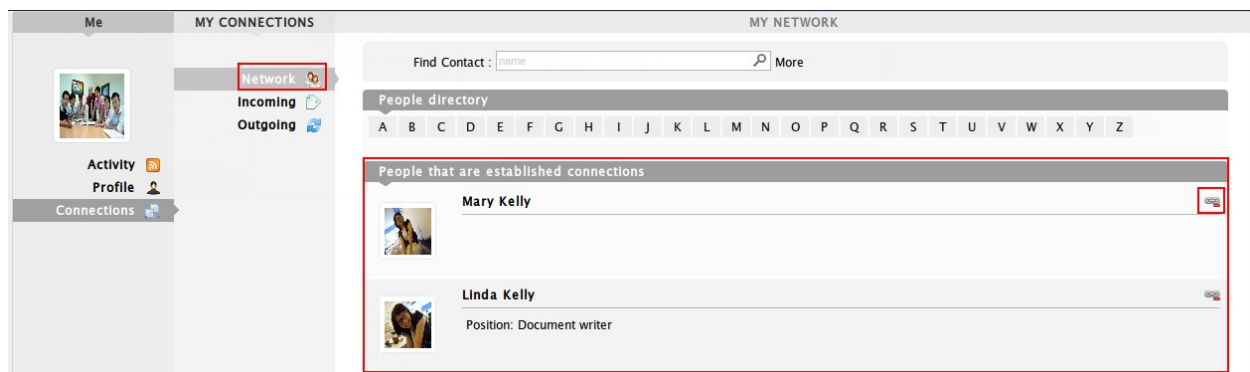 Me
MY CONNECTIONS
MY NETWORK
Network
Incoming
Outgoing
Activity
Profile
Connections
Find Contact : name
More
People directory
A B C D E F G H I J K L M N O P Q R S T U V W X Y Z
People that are established connections
Mary Kelly
Linda Kelly
Position: Document writer